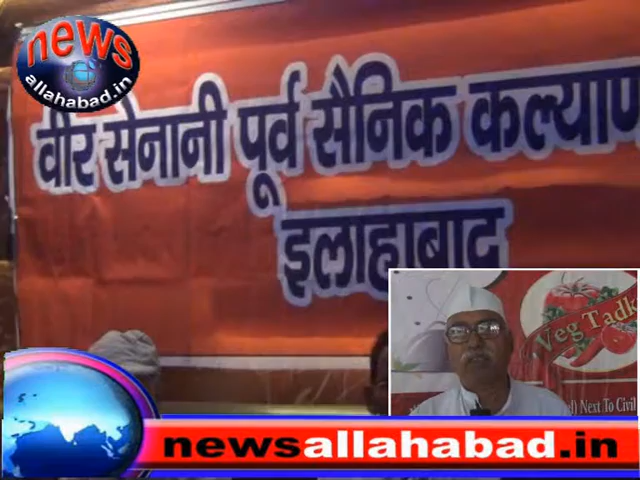 news
allahabad.in
वीर सेनानी पूर्व सैनिक कल्याण
इलाहाबाद
Veg Tadk
Next To Civil
newsallahabad.in